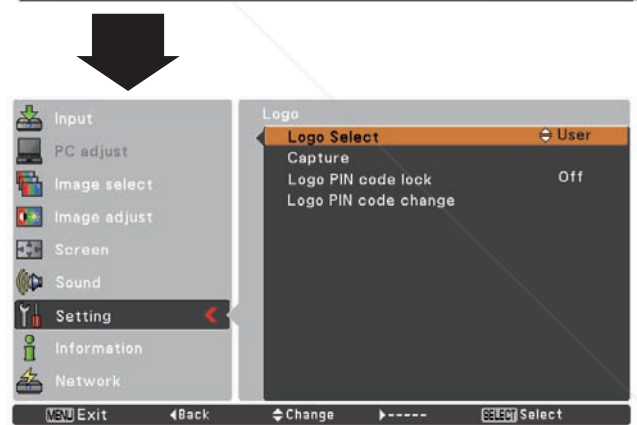 Input
PC adjust
Image select
Image adjust
Screen
Sound
Setting
Information
Network
Logo
Logo Select User
Capture
Logo PIN code lock Off
Logo PIN code change
MENU Exit ◀Back Change ▶----- SELECT Select